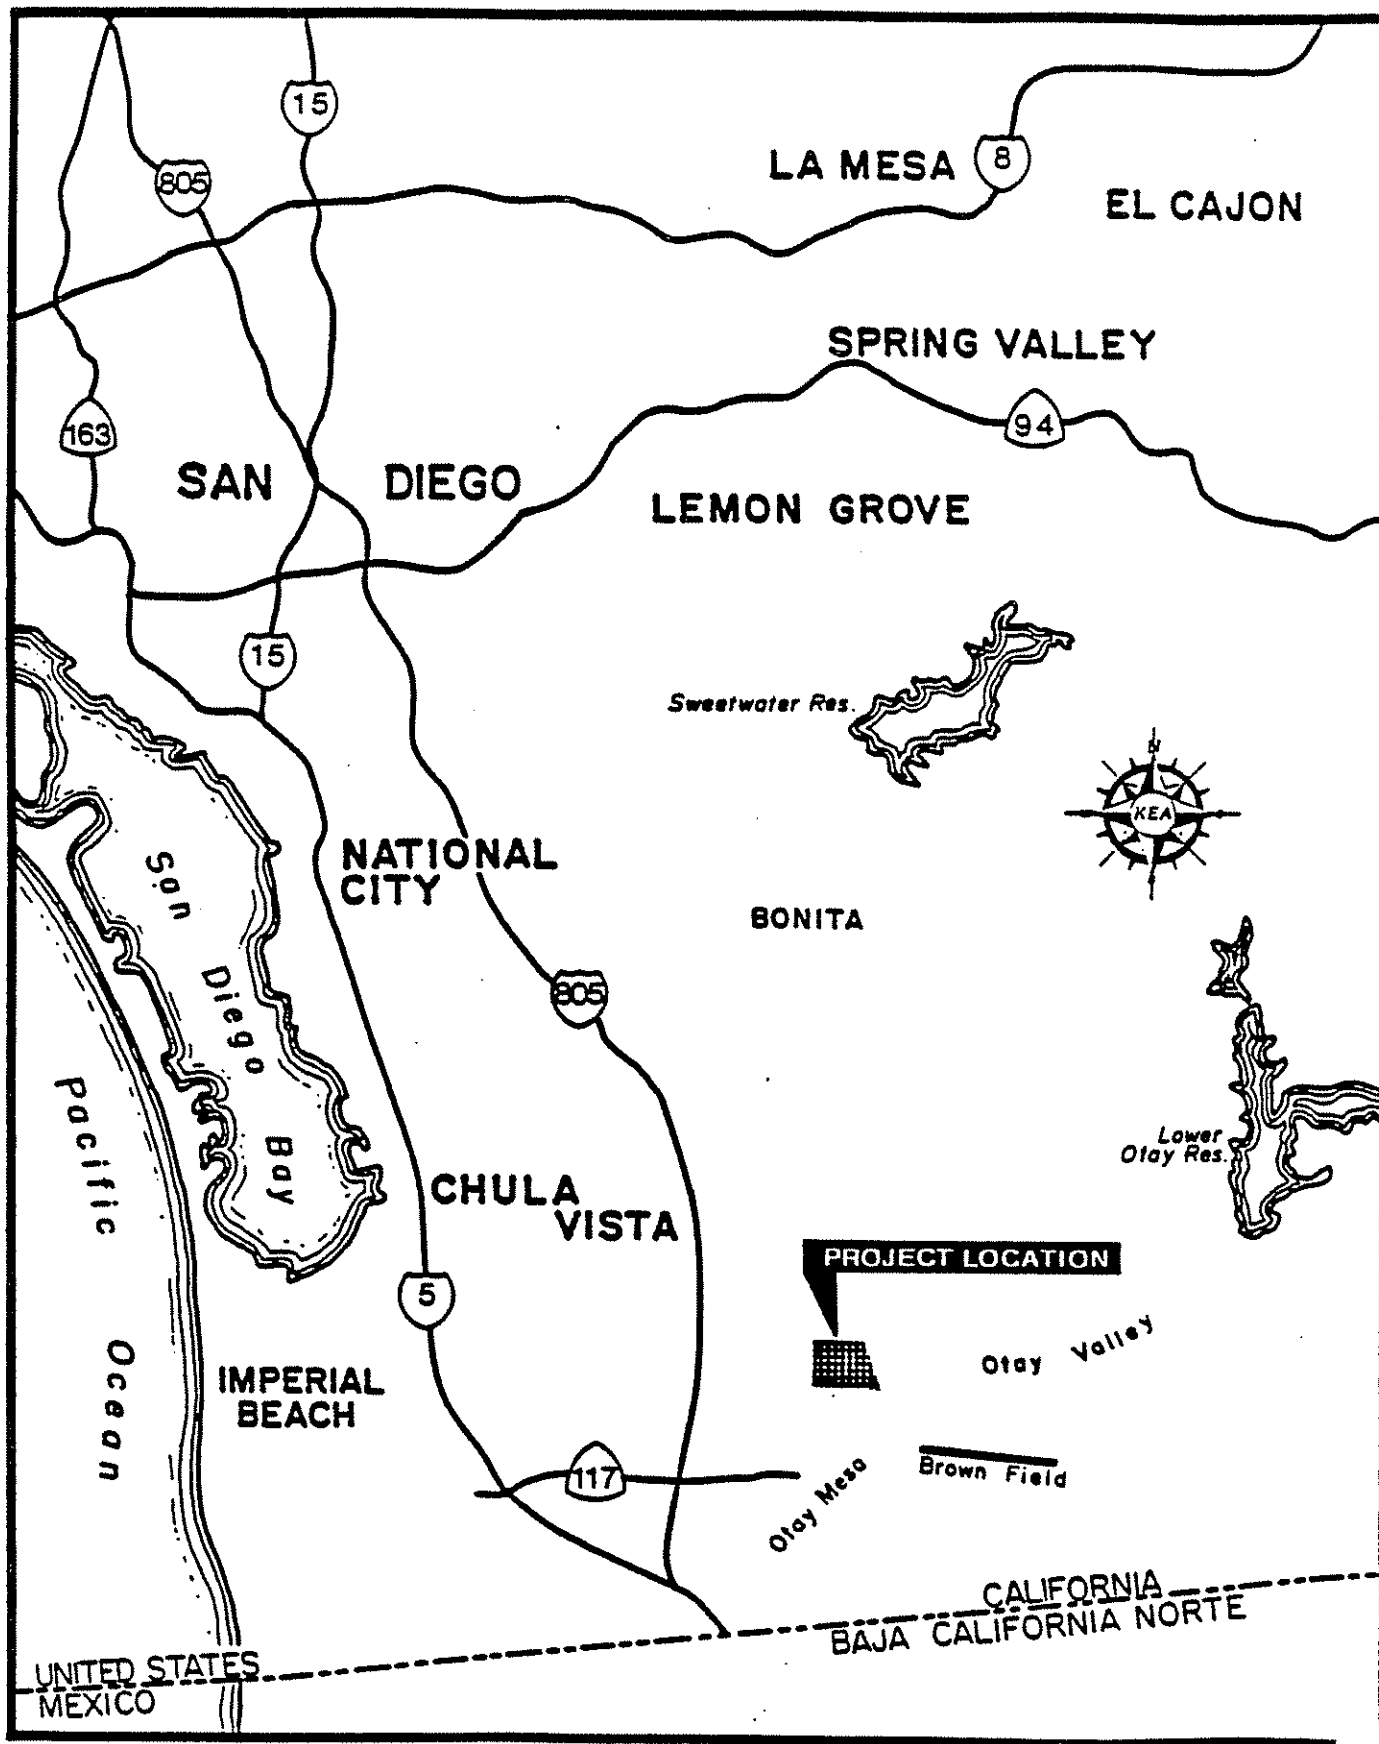 15
LA MESA
8
805
EL CAJON
SPRING VALLEY
163
94
SAN DIEGO
LEMON GROVE
15
Sweetwater Res.
N
KEA
NATIONAL
CITY
San Diego Bay
BONITA
805
Pacific Ocean
Lower
Otay Res.
CHULA
VISTA
PROJECT LOCATION
5
Otay Valley
IMPERIAL
BEACH
117
Brown Field
Otay Mesa
CALIFORNIA
BAJA CALIFORNIA NORTE
UNITED STATES
MEXICO